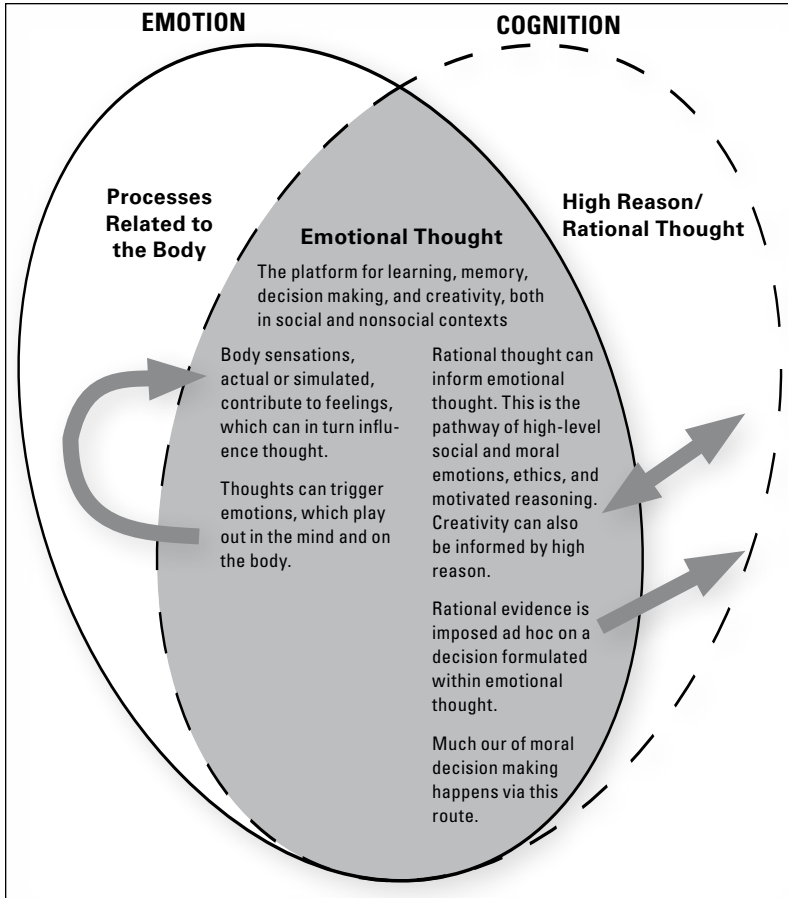 EMOTION
COGNITION
Processes
Related to
the Body
High Reason/
Rational Thought
Emotional Thought
The platform for learning, memory,
decision making, and creativity, both
in social and nonsocial contexts
Body sensations,
actual or simulated,
contribute to feelings,
which can in turn influ-
ence thought.
Thoughts can trigger
emotions, which play
out in the mind and on
the body.
Rational thought can
inform emotional
thought. This is the
pathway of high-level
social and moral
emotions, ethics, and
motivated reasoning.
Creativity can also
be informed by high
reason.
Rational evidence is
imposed ad hoc on a
decision formulated
within emotional
thought.
Much our of moral
decision making
happens via this
route.